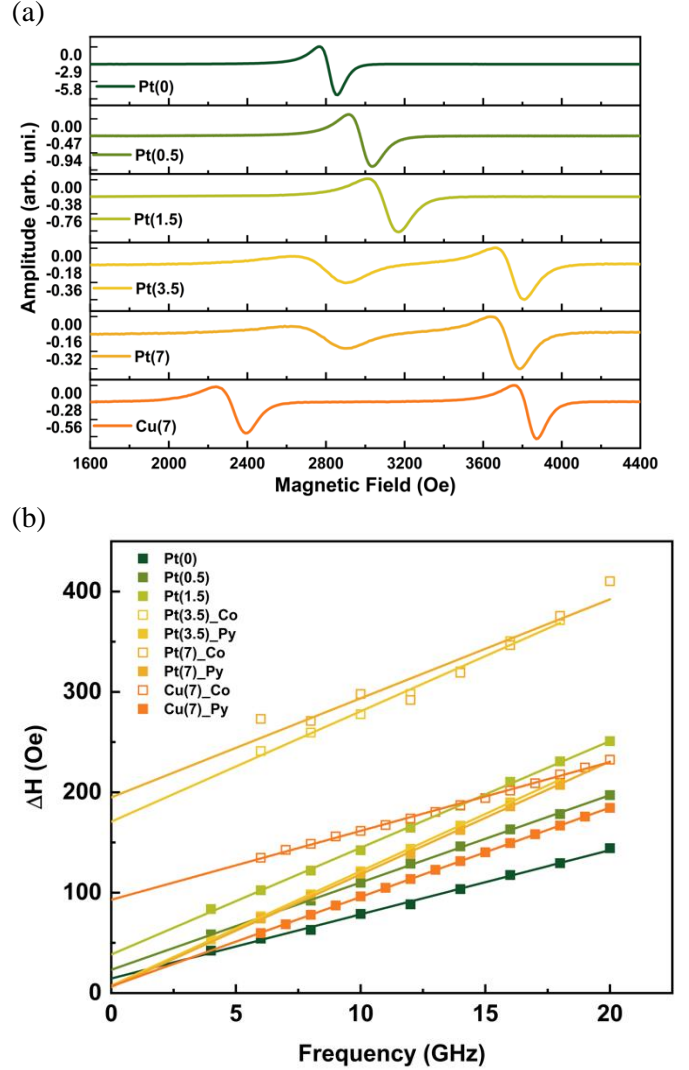 (a)
0.0
-2.9
-5.8
Pt(0)
0.00
-0.47
-0.94
Pt(0.5)
0.00
-0.38
-0.76
Pt(1.5)
0.00
-0.18
-0.36
Pt(3.5)
0.00
-0.16
-0.32
Pt(7)
0.00
-0.28
-0.56
Cu(7)
Amplitude (arb. uni.)
1600 2000 2400 2800 3200 3600 4000 4400
Magnetic Field (Oe)
(b)
Pt(0)
Pt(0.5)
Pt(1.5)
Pt(3.5)_Co
Pt(3.5)_Py
Pt(7)_Co
Pt(7)_Py
Cu(7)_Co
Cu(7)_Py
400
300
200
100
0
ΔH (Oe)
0 5 10 15 20
Frequency (GHz)